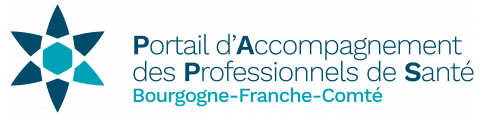 Portail d'Accompagnement
des Professionnels de Santé
Bourgogne-Franche-Comté